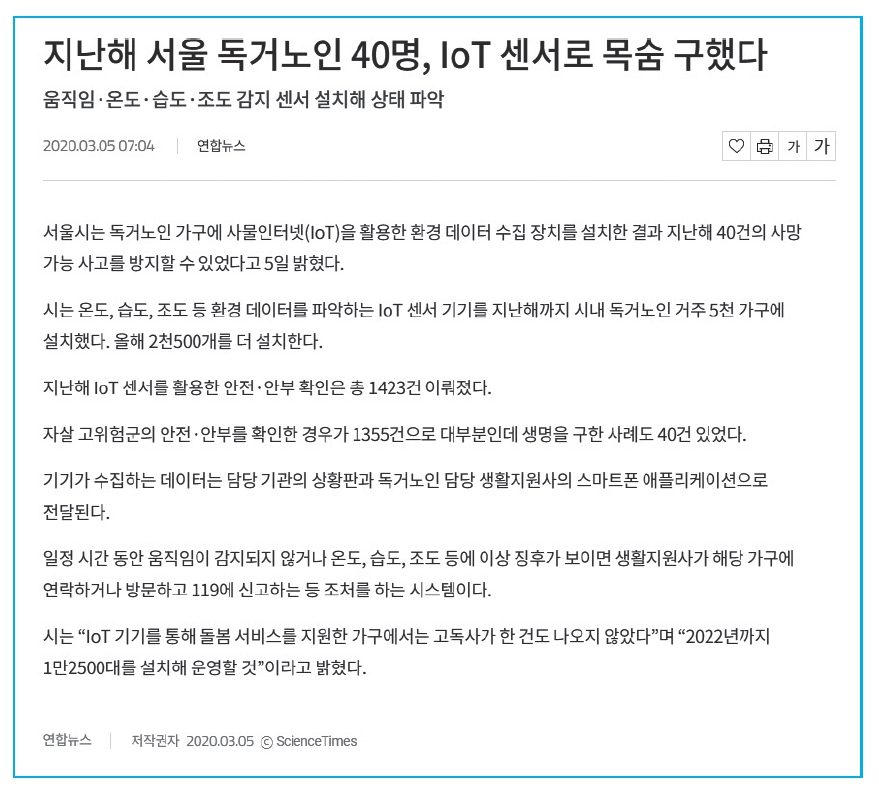 지난해 서울 독거노인 40명, IoT 센서로 목숨 구했다
움직임·온도·습도·조도 감지 센서 설치해 상태 파악
2020.03.05 07:04 연합뉴스 가 가
서울시는 독거노인 가구에 사물인터넷(IoT)을 활용한 환경 데이터 수집 장치를 설치한 결과 지난해 40건의 사망
가능 사고를 방지할 수 있었다고 5일 밝혔다.
시는 온도, 습도, 조도 등 환경 데이터를 파악하는 IoT 센서 기기를 지난해까지 시내 독거노인 거주 5천 가구에
설치했다. 올해 2천500개를 더 설치한다.
지난해 IoT 센서를 활용한 안전·안부 확인은 총 1423건 이뤄졌다.
자살 고위험군의 안전·안부를 확인한 경우가 1355건으로 대부분인데 생명을 구한 사례도 40건 있었다.
기기가 수집하는 데이터는 담당 기관의 상황판과 독거노인 담당 생활지원사의 스마트폰 애플리케이션으로
전달된다.
일정 시간 동안 움직임이 감지되지 않거나 온도, 습도, 조도 등에 이상 징후가 보이면 생활지원사가 해당 가구에
연락하거나 방문하고 119에 신고하는 등 조처를 하는 시스템이다.
시는 “IoT 기기를 통해 돌봄 서비스를 지원한 가구에서는 고독사가 한 건도 나오지 않았다”며 “2022년까지
1만2500대를 설치해 운영할 것”이라고 밝혔다.
연합뉴스 저작권자 2020.03.05 ⓒ ScienceTimes